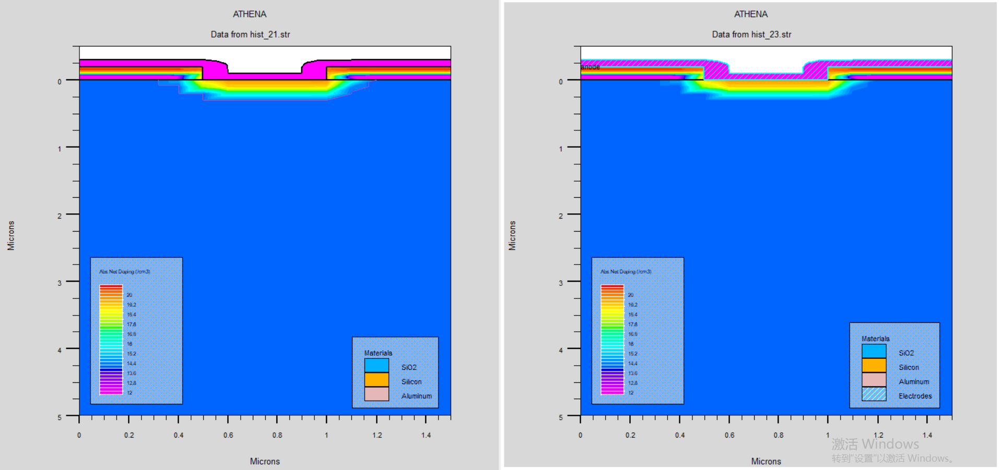 ATHENA
Data from hist_21.str
0
1
2
3
4
5
Microns
Abs Net Doping (/cm3)
20
19.2
18.4
17.6
16.8
16
15.2
14.4
13.6
12.8
12
Materials
SiO2
Silicon
Aluminum
0
0.2
0.4
0.6
0.8
1
1.2
1.4
Microns
ATHENA
Data from hist_23.str
anode
0
1
2
3
4
5
Microns
Abs Net Doping (/cm3)
20
19.2
18.4
17.6
16.8
16
15.2
14.4
13.6
12.8
12
Materials
SiO2
Silicon
Aluminum
Electrodes
0
0.2
0.4
0.6
0.8
1
1.2
1.4
Microns
激活 Windows
转到"设置"以激活 Windows。